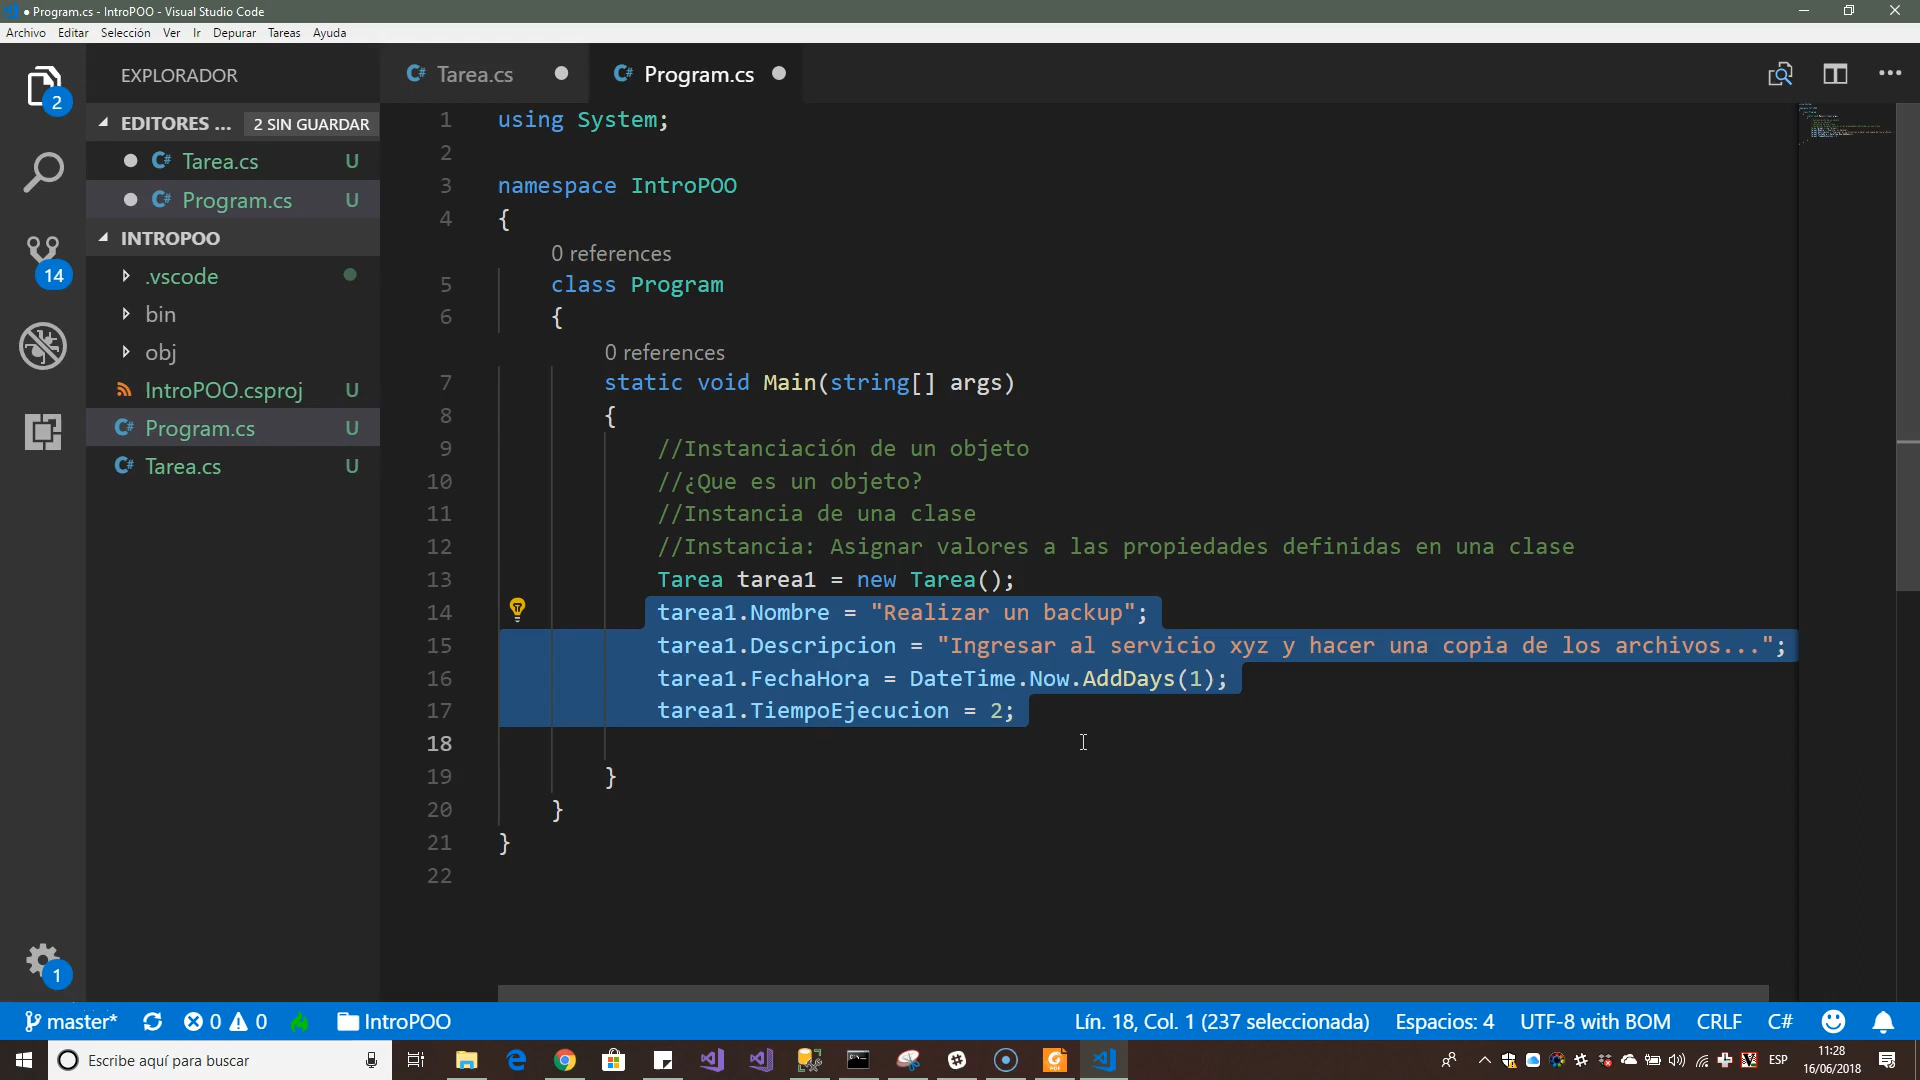 ● Program.cs - IntroPOO - Visual Studio Code
Archivo Editar Selección Ver Ir Depurar Tareas Ayuda
EXPLORADOR
EDITORES ... 2 SIN GUARDAR
Tarea.cs U
Program.cs U
INTROPOO
.vscode
bin
obj
IntroPOO.csproj U
Program.cs U
Tarea.cs U
2
14
1
Tarea.cs
Program.cs
1 using System;
2
3 namespace IntroPOO
4 {
0 references
5 class Program
6 {
0 references
7 static void Main(string[] args)
8 {
9 //Instanciación de un objeto
10 //¿Que es un objeto?
11 //Instancia de una clase
12 //Instancia: Asignar valores a las propiedades definidas en una clase
13 Tarea tarea1 = new Tarea();
14 tarea1.Nombre = "Realizar un backup";
15 tarea1.Descripcion = "Ingresar al servicio xyz y hacer una copia de los archivos...";
16 tarea1.FechaHora = DateTime.Now.AddDays(1);
17 tarea1.TiempoEjecucion = 2;
18
19 }
20 }
21 }
22
master* 0 0 IntroPOO Lín. 18, Col. 1 (237 seleccionada) Espacios: 4 UTF-8 with BOM CRLF C#
Escribe aquí para buscar
ESP
11:28
16/06/2018